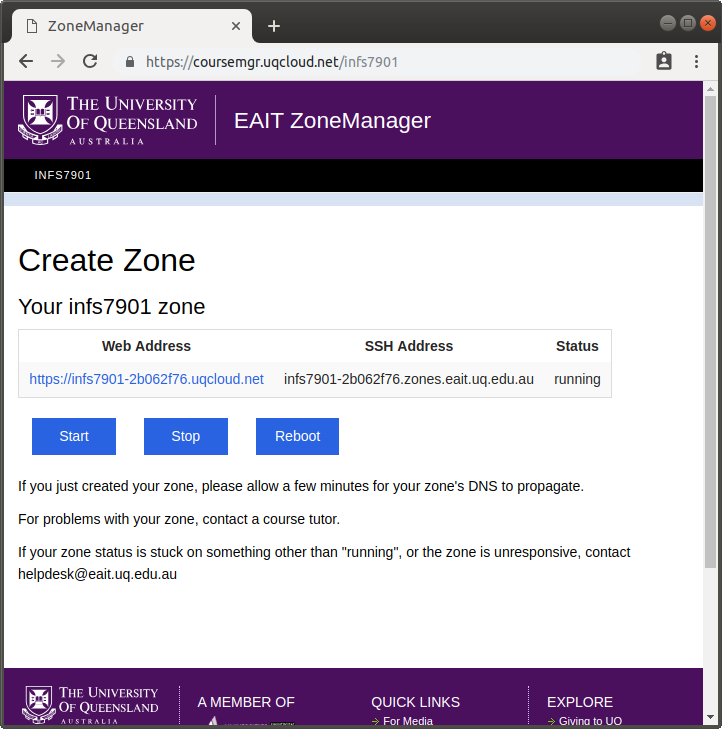 ZoneManager
https://coursemgr.uqcloud.net/infs7901
THE UNIVERSITY
OF QUEENSLAND
AUSTRALIA
EAIT ZoneManager
INFS7901
Create Zone
Your infs7901 zone
Web Address SSH Address Status
https://infs7901-2b062f76.uqcloud.net infs7901-2b062f76.zones.eait.uq.edu.au running
Start Stop Reboot
If you just created your zone, please allow a few minutes for your zone's DNS to propagate.
For problems with your zone, contact a course tutor.
If your zone status is stuck on something other than "running", or the zone is unresponsive, contact
helpdesk@eait.uq.edu.au
THE UNIVERSITY
OF QUEENSLAND
AUSTRALIA
A MEMBER OF
QUICK LINKS
For Media
EXPLORE
Giving to UQ